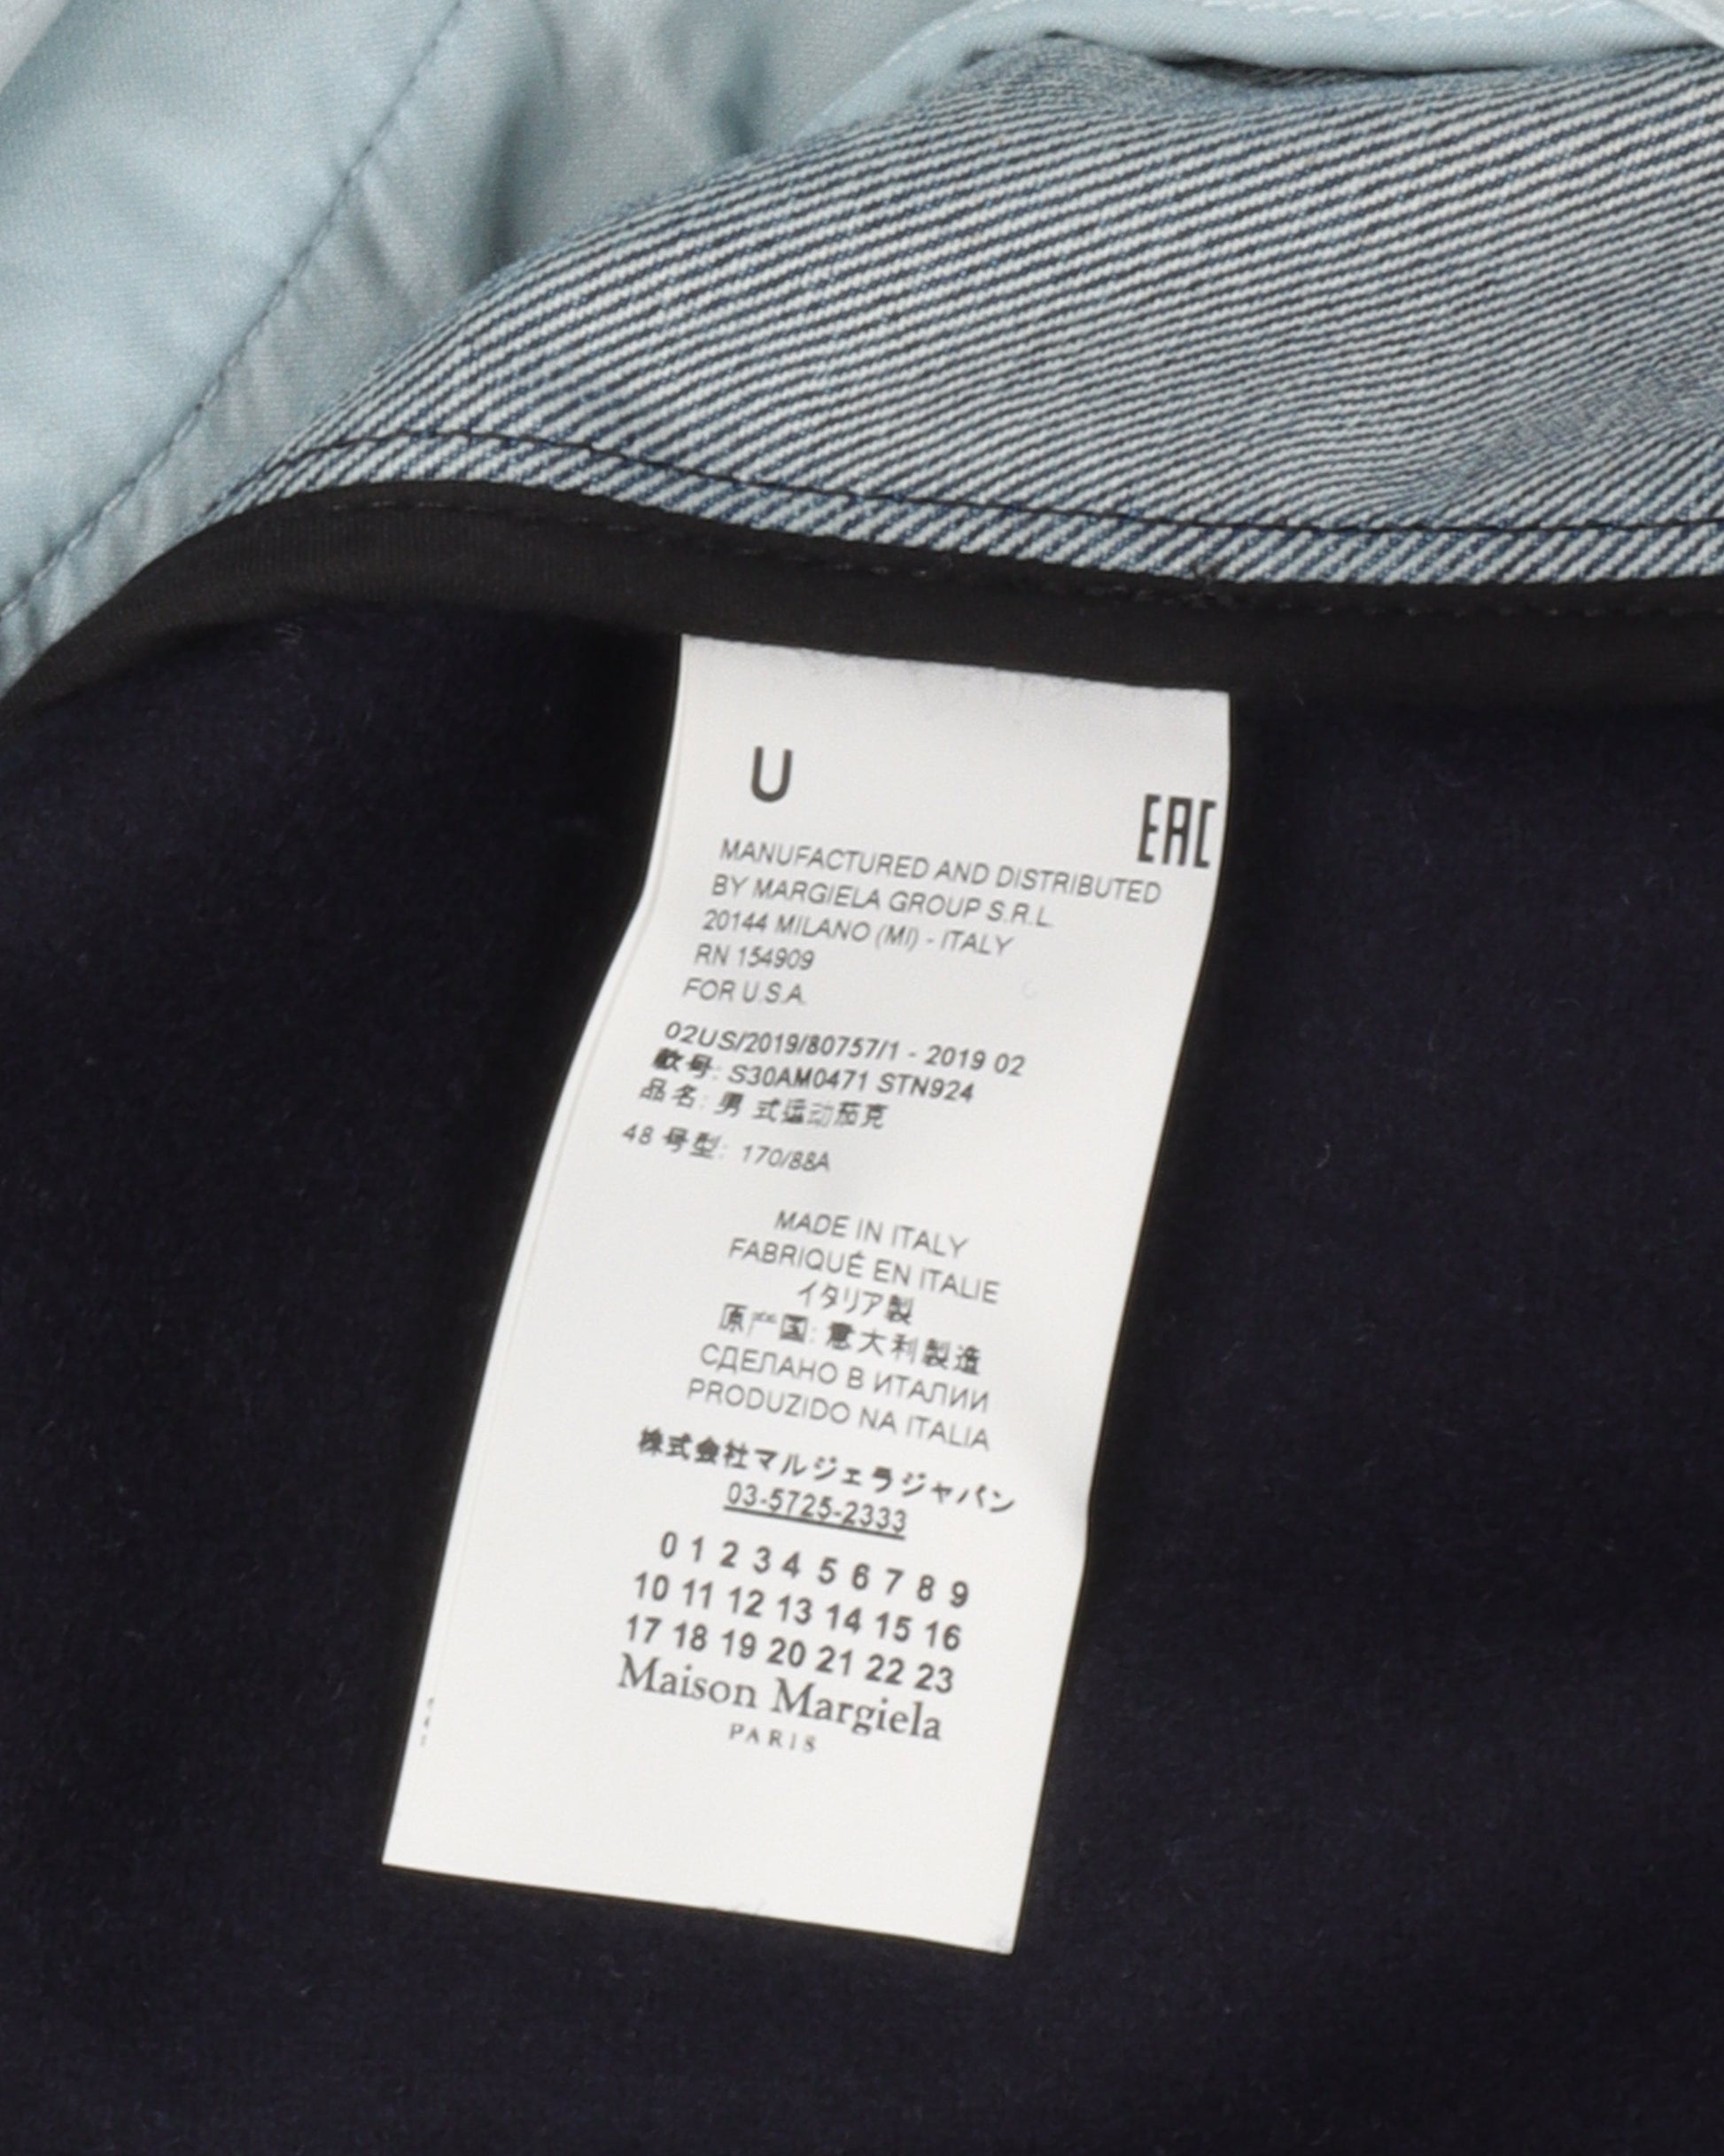 U
EAC
MANUFACTURED AND DISTRIBUTED
BY MARGIELA GROUP S.R.L.
20144 MILANO (MI) - ITALY
RN 154909
FOR U.S.A.
02US/2019/80757/1 - 2019 02
款号: S30AM0471 STN924
品名: 男 式运动茄克
48 号型: 170/88A
MADE IN ITALY
FABRIQUÉ EN ITALIE
イタリア製
原产国: 意大利製造
СДЕЛАНО В ИТАЛИИ
PRODUZIDO NA ITALIA
株式会社マルジェラジャパン
03-5725-2333
0 1 2 3 4 5 6 7 8 9
10 11 12 13 14 15 16
17 18 19 20 21 22 23
Maison Margiela
PARIS